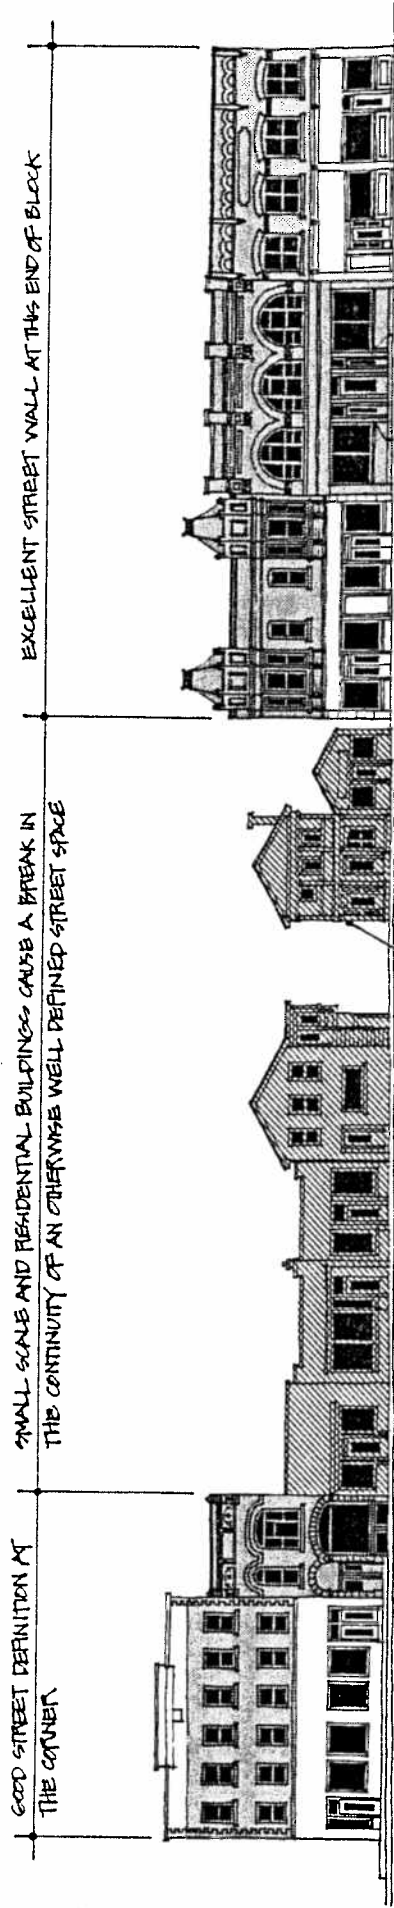 GOOD STREET DEFINITION AT
THE CORNER
SMALL SCALE AND RESIDENTIAL BUILDINGS CAUSE A BREAK IN
THE CONTINUITY OF AN OTHERWISE WELL DEFINED STREET SPACE
EXCELLENT STREET WALL AT THIS END OF BLOCK